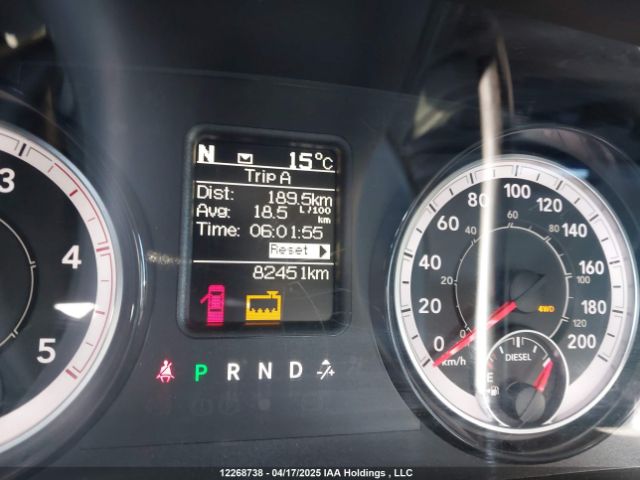 N 15°C
Trip A
Dist: 189.5km
Avg: 18.5 L/100 km
Time: 06:01:55
Reset
82451km
P R N D -/+
3
4
5
0 20 40 60 80 100 120 140 160 180 200
km/h
0 20 40 60 80 100 120
4WD
DIESEL
E
12268738 - 04/17/2025 IAA Holdings , LLC